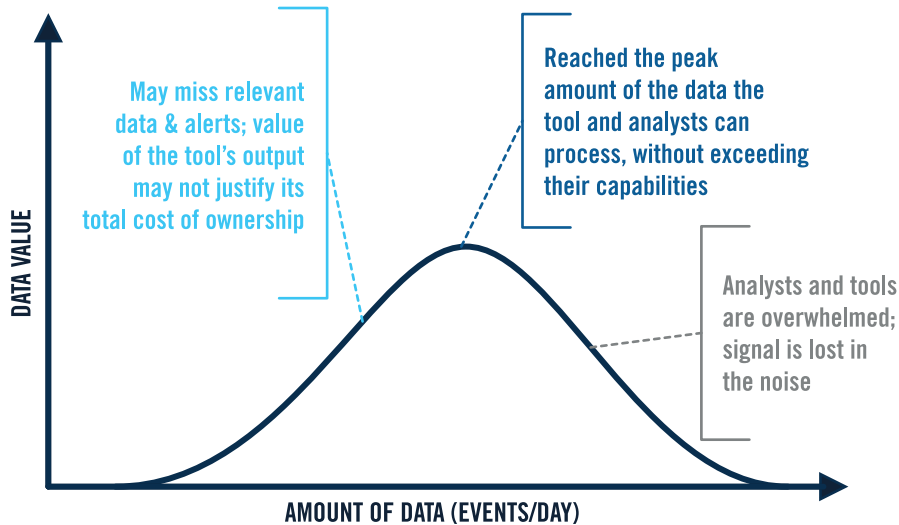 May miss relevant
data & alerts; value
of the tool's output
may not justify its
total cost of ownership
Reached the peak
amount of the data the
tool and analysts can
process, without exceeding
their capabilities
Analysts and tools
are overwhelmed;
signal is lost in
the noise
DATA VALUE
AMOUNT OF DATA (EVENTS/DAY)